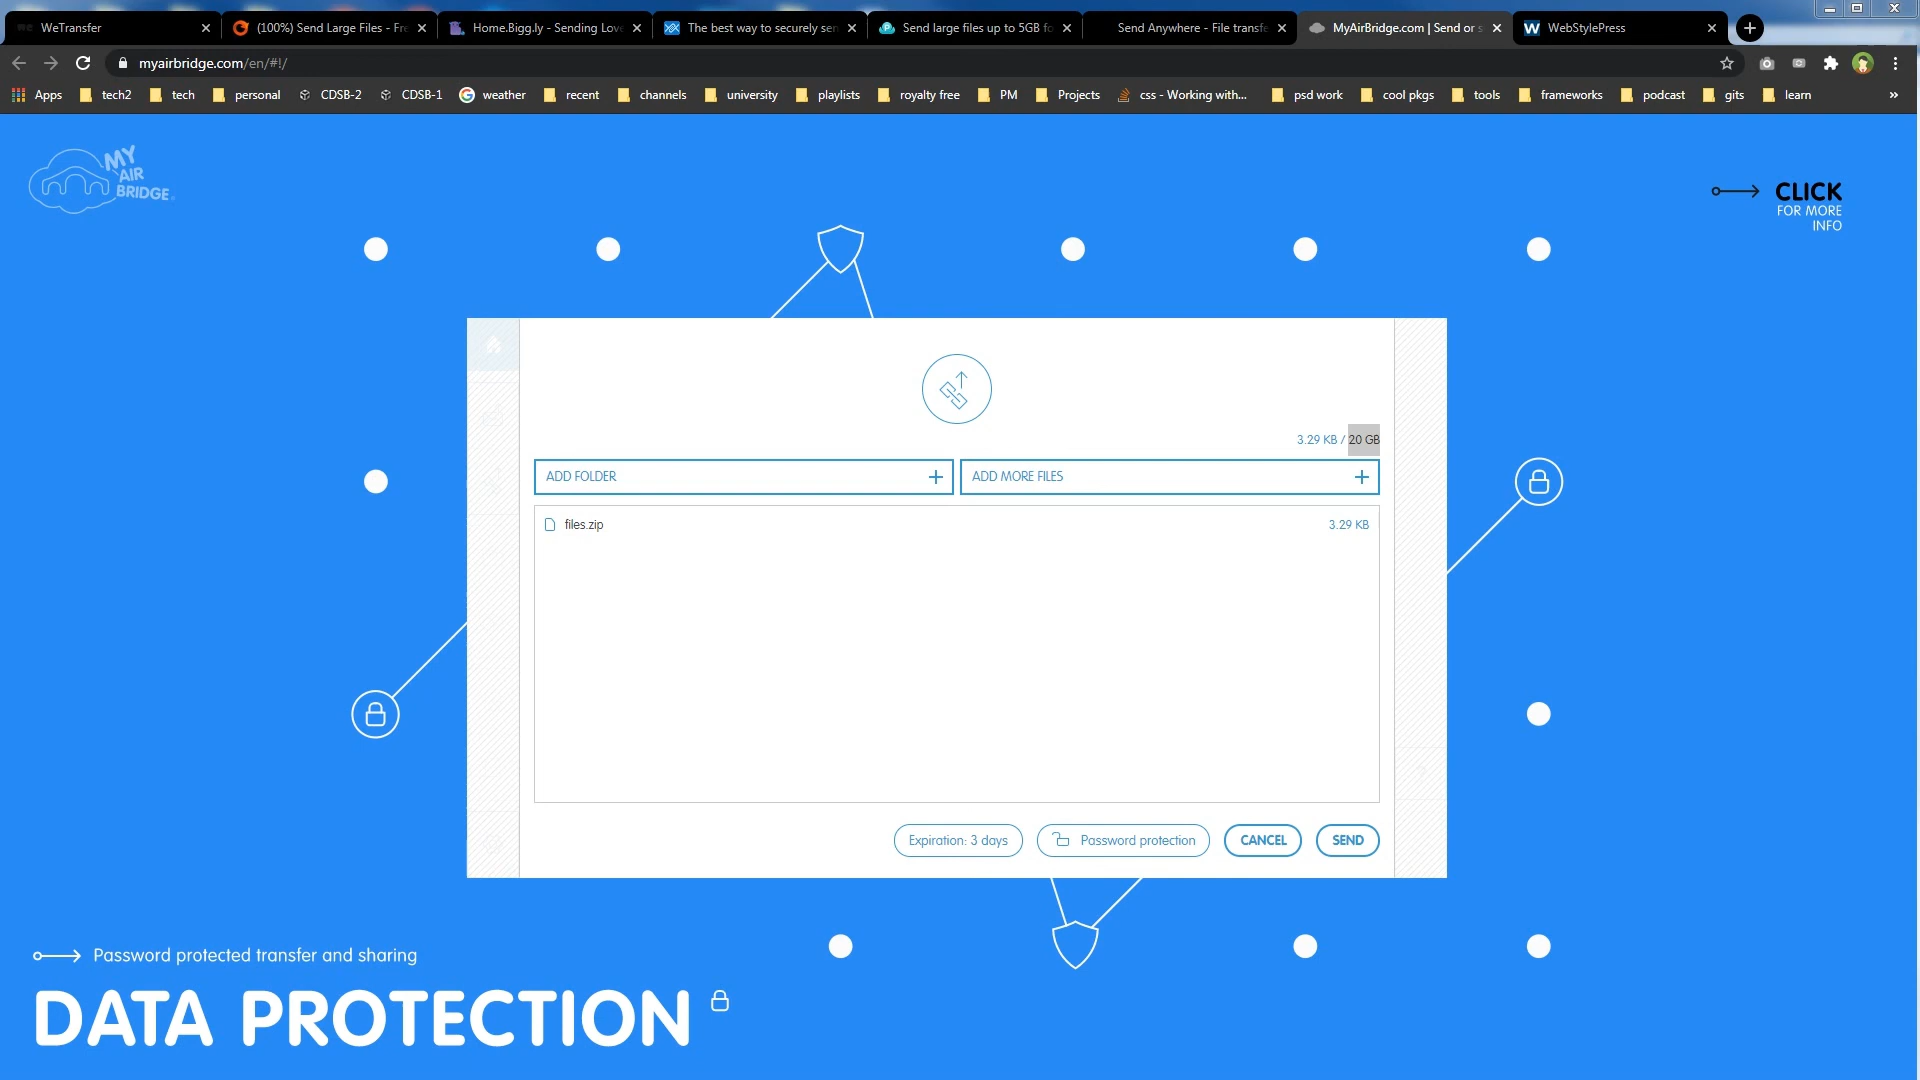 WeTransfer
(100%) Send Large Files - Fre
Home.Bigg.ly - Sending Love
The best way to securely sen
Send large files up to 5GB fo
Send Anywhere - File transfe
MyAirBridge.com | Send or s
WebStylePress
myairbridge.com/en/#!/
Apps
tech2
tech
personal
CDSB-2
CDSB-1
weather
recent
channels
university
playlists
royalty free
PM
Projects
css - Working with...
psd work
cool pkgs
tools
frameworks
podcast
gits
learn
»
MY
AIR
BRIDGE
CLICK
FOR MORE
INFO
3.29 KB / 20 GB
ADD FOLDER
ADD MORE FILES
files.zip
3.29 KB
Expiration: 3 days
Password protection
CANCEL
SEND
Password protected transfer and sharing
DATA PROTECTION